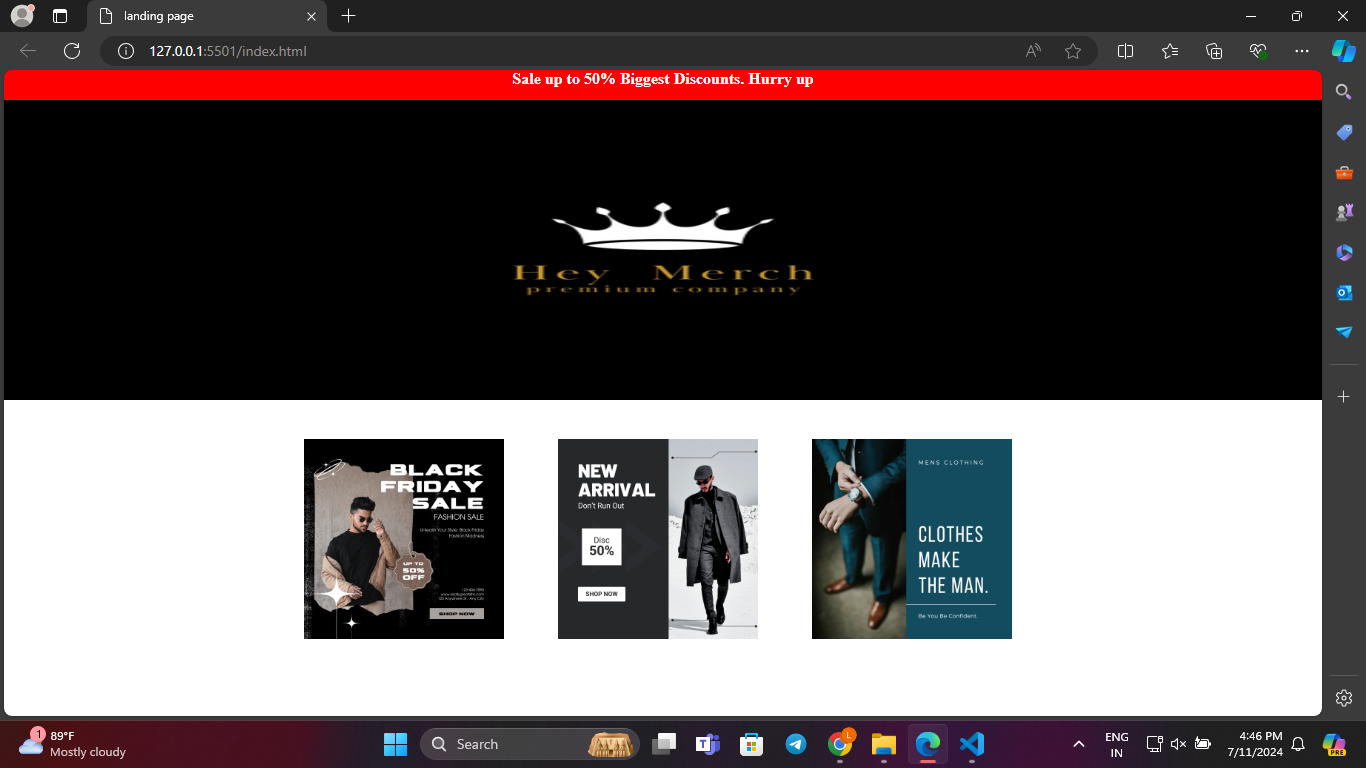 landing page
127.0.0.1:5501/index.html
Sale up to 50% Biggest Discounts. Hurry up
Hey Merch
premium company
BLACK
FRIDAY
SALE
FASHION SALE
Unleash Your Style: Black Friday
Fashion Madness
UP TO
50%
OFF
SHOP NOW
NEW
ARRIVAL
Don't Run Out
Disc
50%
SHOP NOW
MENS CLOTHING
CLOTHES
MAKE
THE MAN.
Be You Be Confident.
1
89°F
Mostly cloudy
Search
L
ENG
IN
4:46 PM
7/11/2024
PRE